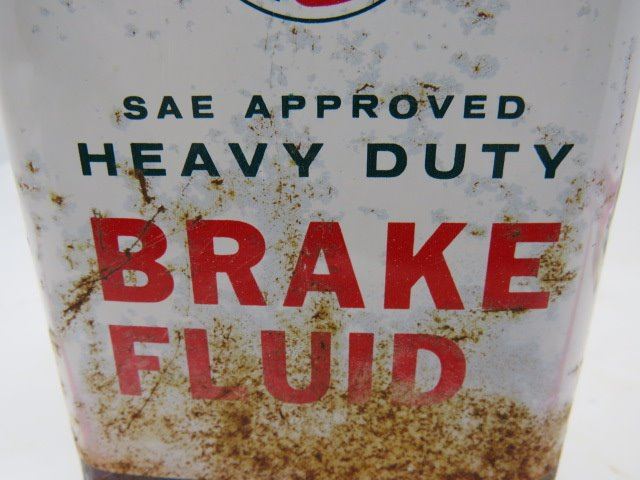 SAE APPROVED
HEAVY DUTY
BRAKE
FLUID